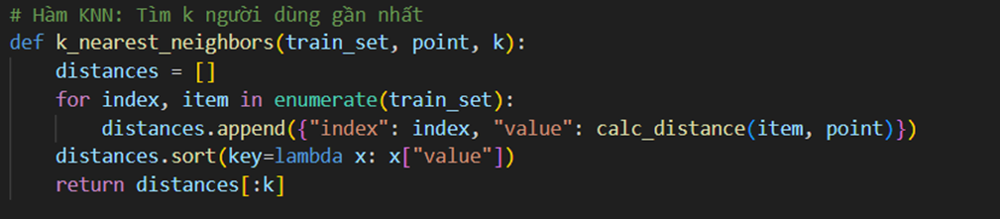 # Hàm KNN: Tìm k người dùng gần nhất
def k_nearest_neighbors(train_set, point, k):
    distances = []
    for index, item in enumerate(train_set):
        distances.append({"index": index, "value": calc_distance(item, point)})
    distances.sort(key=lambda x: x["value"])
    return distances[:k]